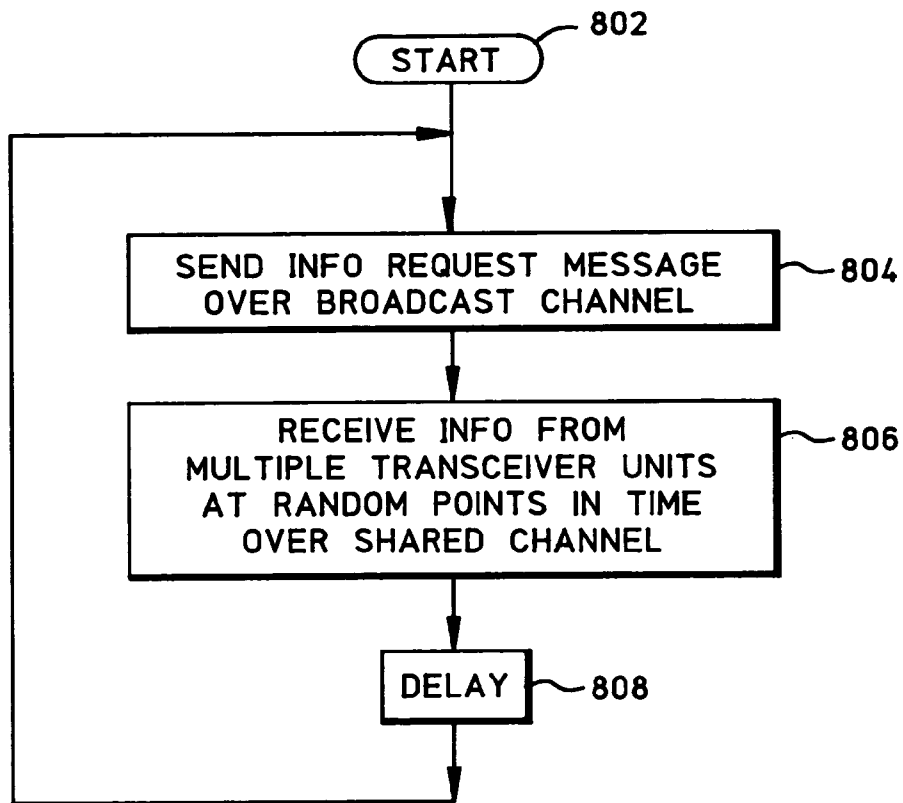 802
START
SEND INFO REQUEST MESSAGE
OVER BROADCAST CHANNEL
804
RECEIVE INFO FROM
MULTIPLE TRANSCEIVER UNITS
AT RANDOM POINTS IN TIME
OVER SHARED CHANNEL
806
DELAY
808